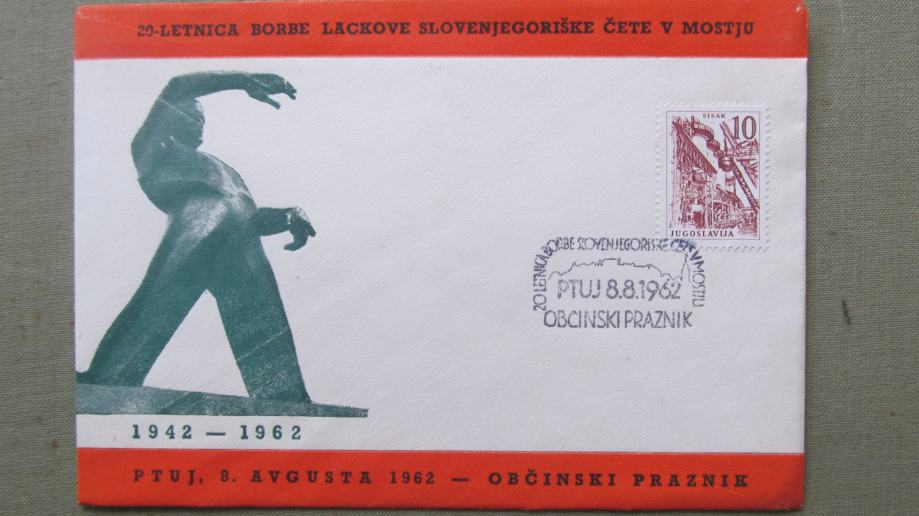 20-LETNICA BORBE LACKOVE SLOVENJEGORIŠKE ČETE V MOSTJU
SISAK
10
JUGOSLAVIJA
20 LETNICA BORBE SLOVENJEGORIŠKE ČETE V MOSTJU
PTUJ 8.8.1962
OBČINSKI PRAZNIK
1942 — 1962
PTUJ, 8. AVGUSTA 1962 — OBČINSKI PRAZNIK